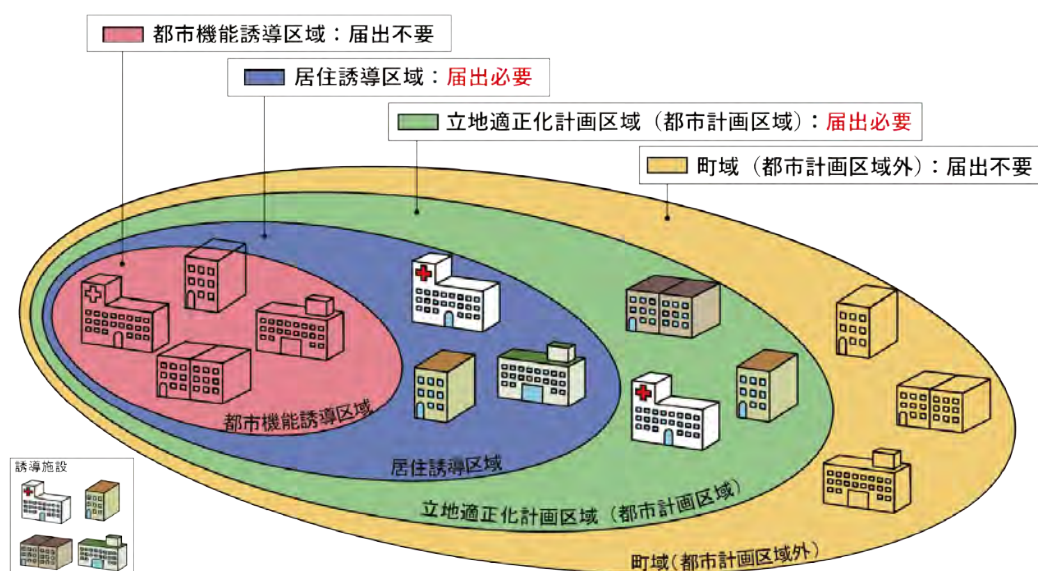 都市機能誘導区域：届出不要
居住誘導区域：届出必要
立地適正化計画区域（都市計画区域）：届出必要
町域（都市計画区域外）：届出不要
都市機能誘導区域
居住誘導区域
立地適正化計画区域（都市計画区域）
町域（都市計画区域外）
誘導施設